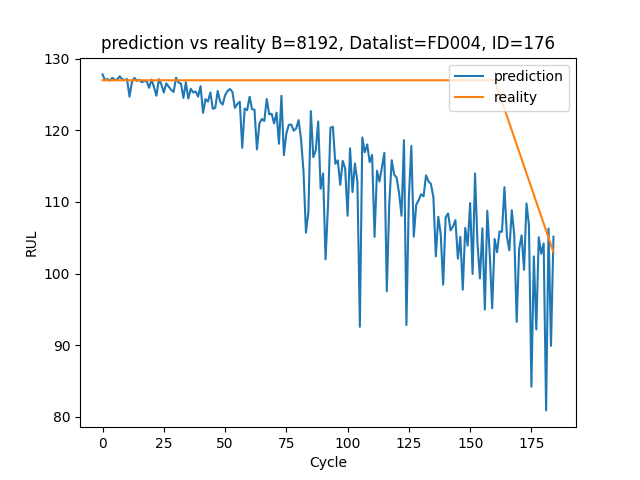 prediction vs reality B=8192, Datalist=FD004, ID=176
130
120
110
100
90
80
RUL
prediction
reality
0
25
50
75
100
125
150
175
Cycle